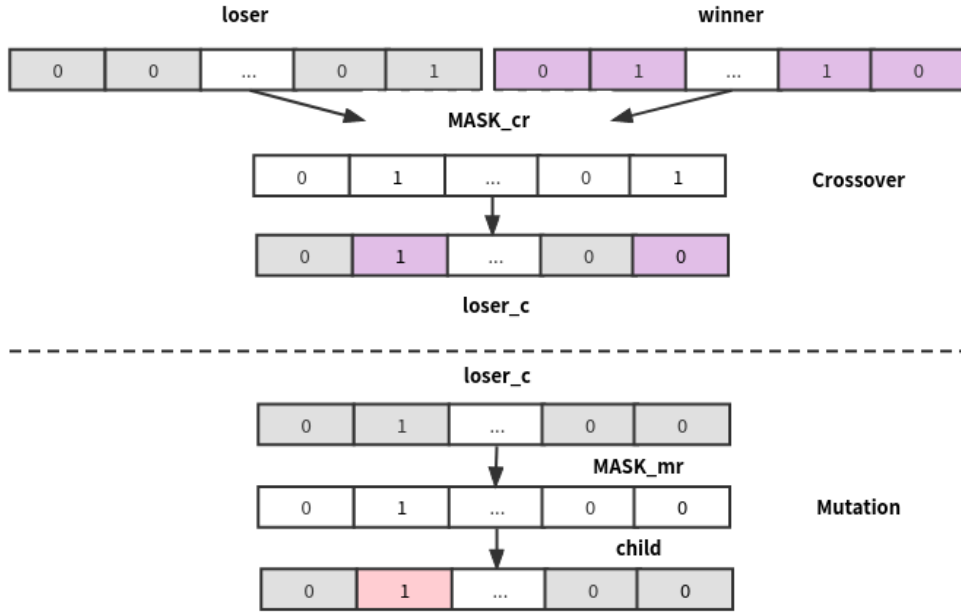 loser winner
0 0 ... 0 1 0 1 ... 1 0
MASK_cr
0 1 ... 0 1 Crossover
0 1 ... 0 0
loser_c
loser_c
0 1 ... 0 0
MASK_mr
0 1 ... 0 0 Mutation
child
0 1 ... 0 0